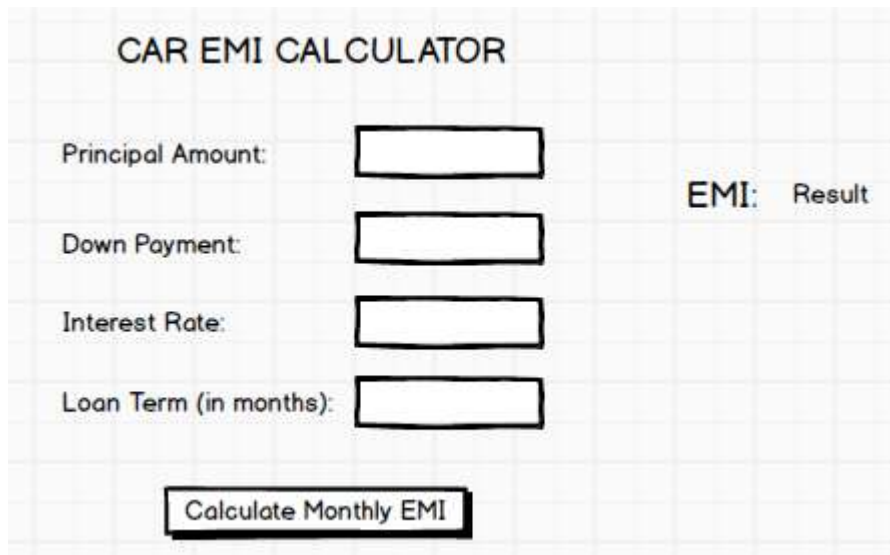 CAR EMI CALCULATOR
Principal Amount:
EMI: Result
Down Payment:
Interest Rate:
Loan Term (in months):
Calculate Monthly EMI